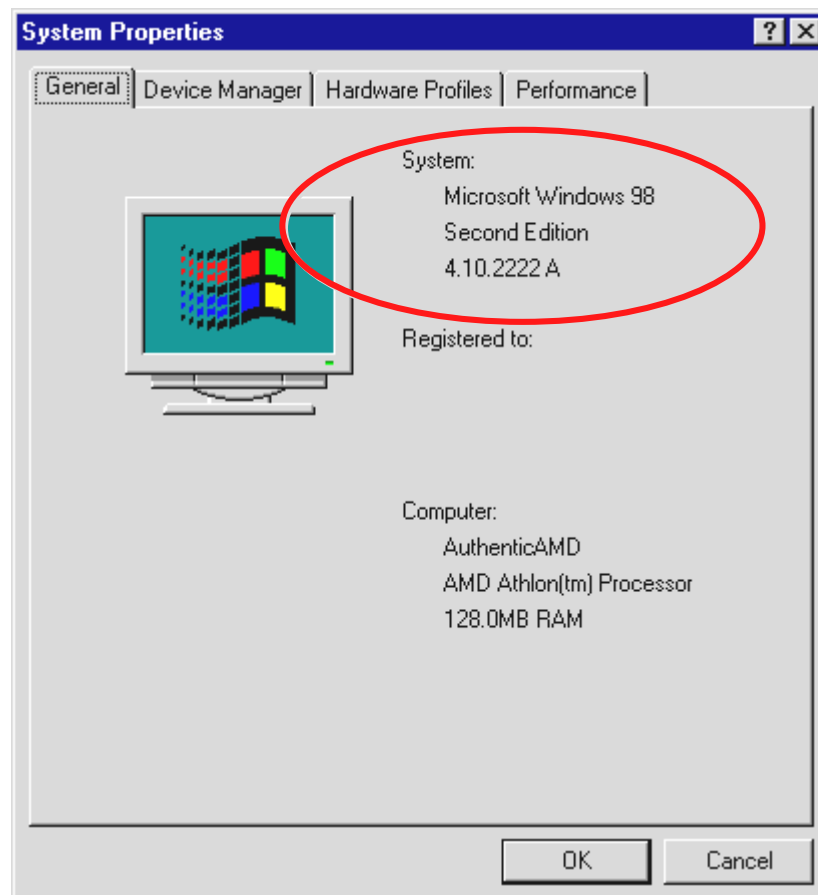 System Properties
General Device Manager Hardware Profiles Performance
System:
Microsoft Windows 98
Second Edition
4.10.2222 A
Registered to:
Computer:
AuthenticAMD
AMD Athlon(tm) Processor
128.0MB RAM
OK Cancel